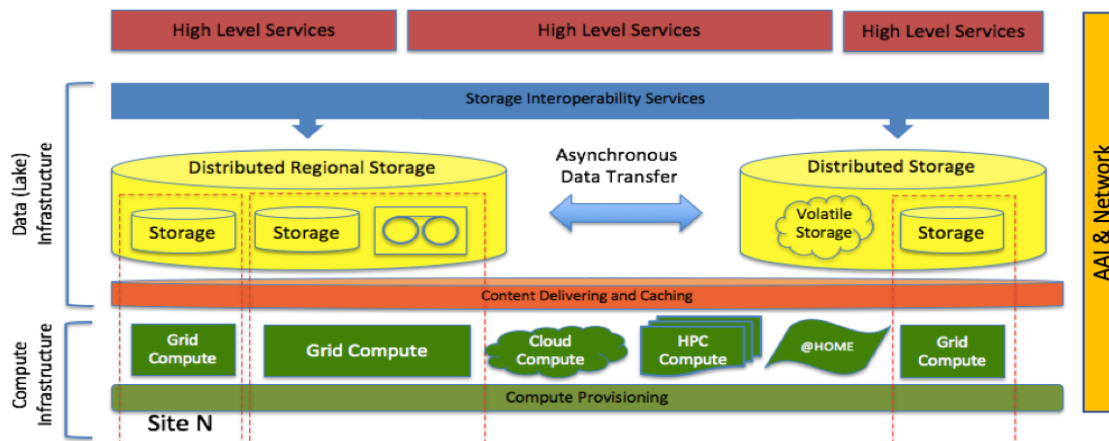 High Level Services
High Level Services
High Level Services
Storage Interoperability Services
Data (Lake)
Infrastructure
Distributed Regional Storage
Storage
Storage
Asynchronous
Data Transfer
Distributed Storage
Volatile
Storage
Storage
Content Delivering and Caching
Compute
Infrastructure
Grid
Compute
Grid Compute
Cloud
Compute
HPC
Compute
@HOME
Grid
Compute
Compute Provisioning
Site N
AAI & Network